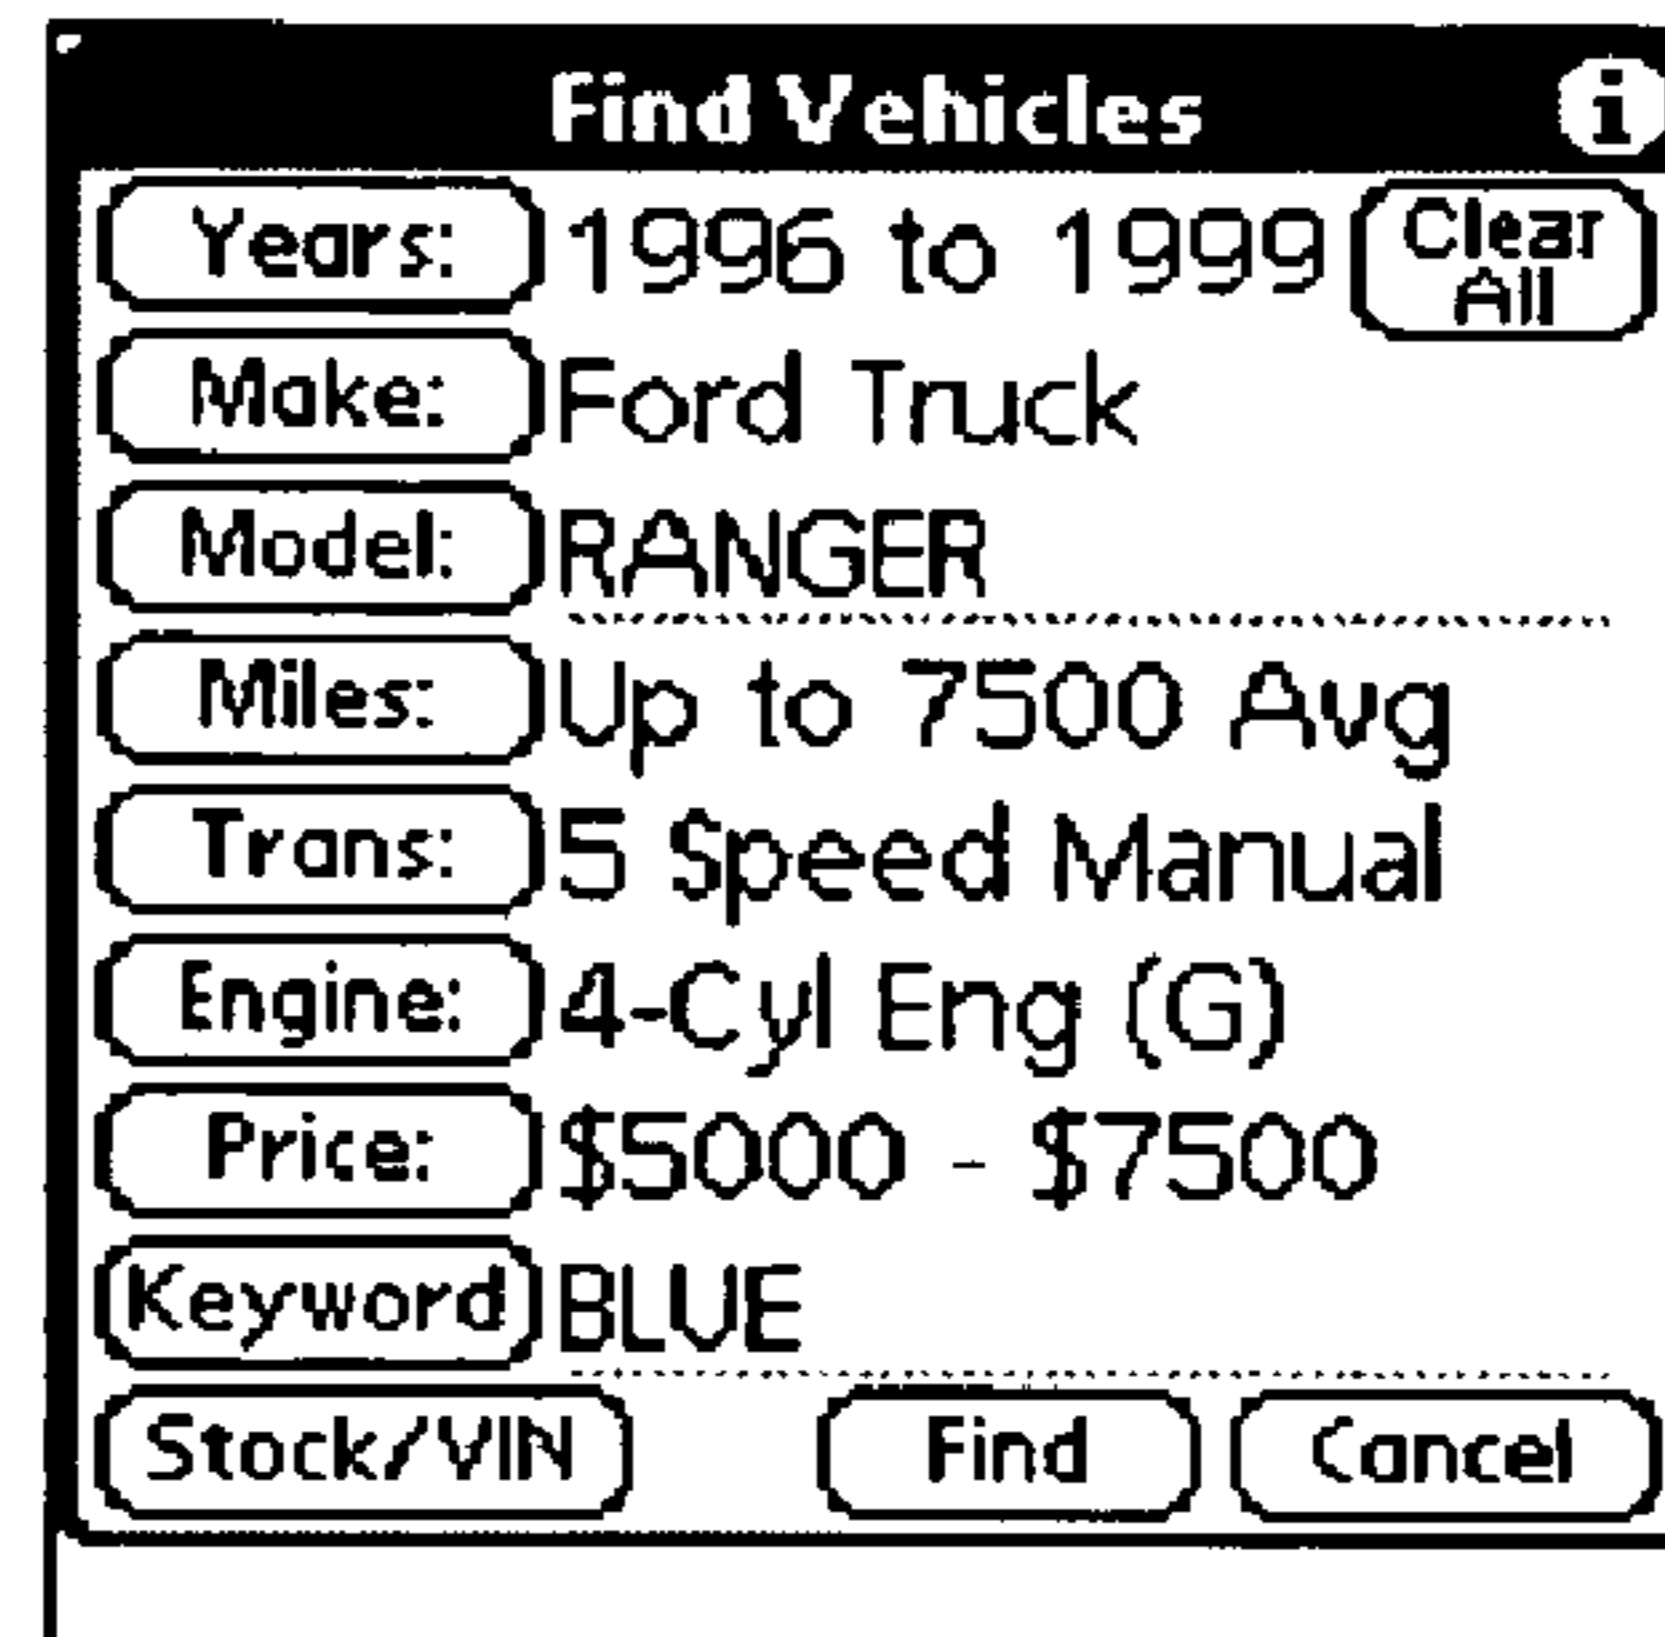 Find Vehicles i
Years: 1996 to 1999 Clear All
Make: Ford Truck
Model: RANGER
Miles: Up to 7500 Avg
Trans: 5 Speed Manual
Engine: 4-Cyl Eng (G)
Price: $5000 - $7500
Keyword BLUE
Stock/VIN Find Cancel